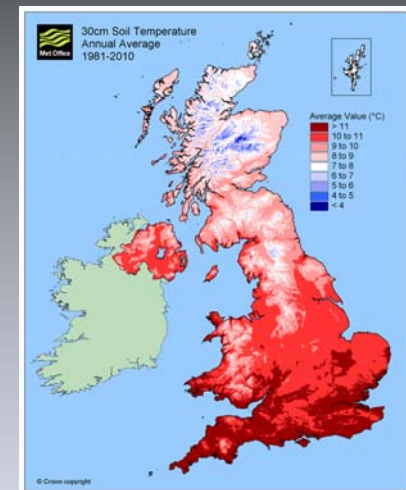 Met Office
30cm Soil Temperature
Annual Average
1981-2010
Average Value (°C)
> 11
10 to 11
9 to 10
8 to 9
7 to 8
6 to 7
5 to 6
4 to 5
< 4
© Crown copyright